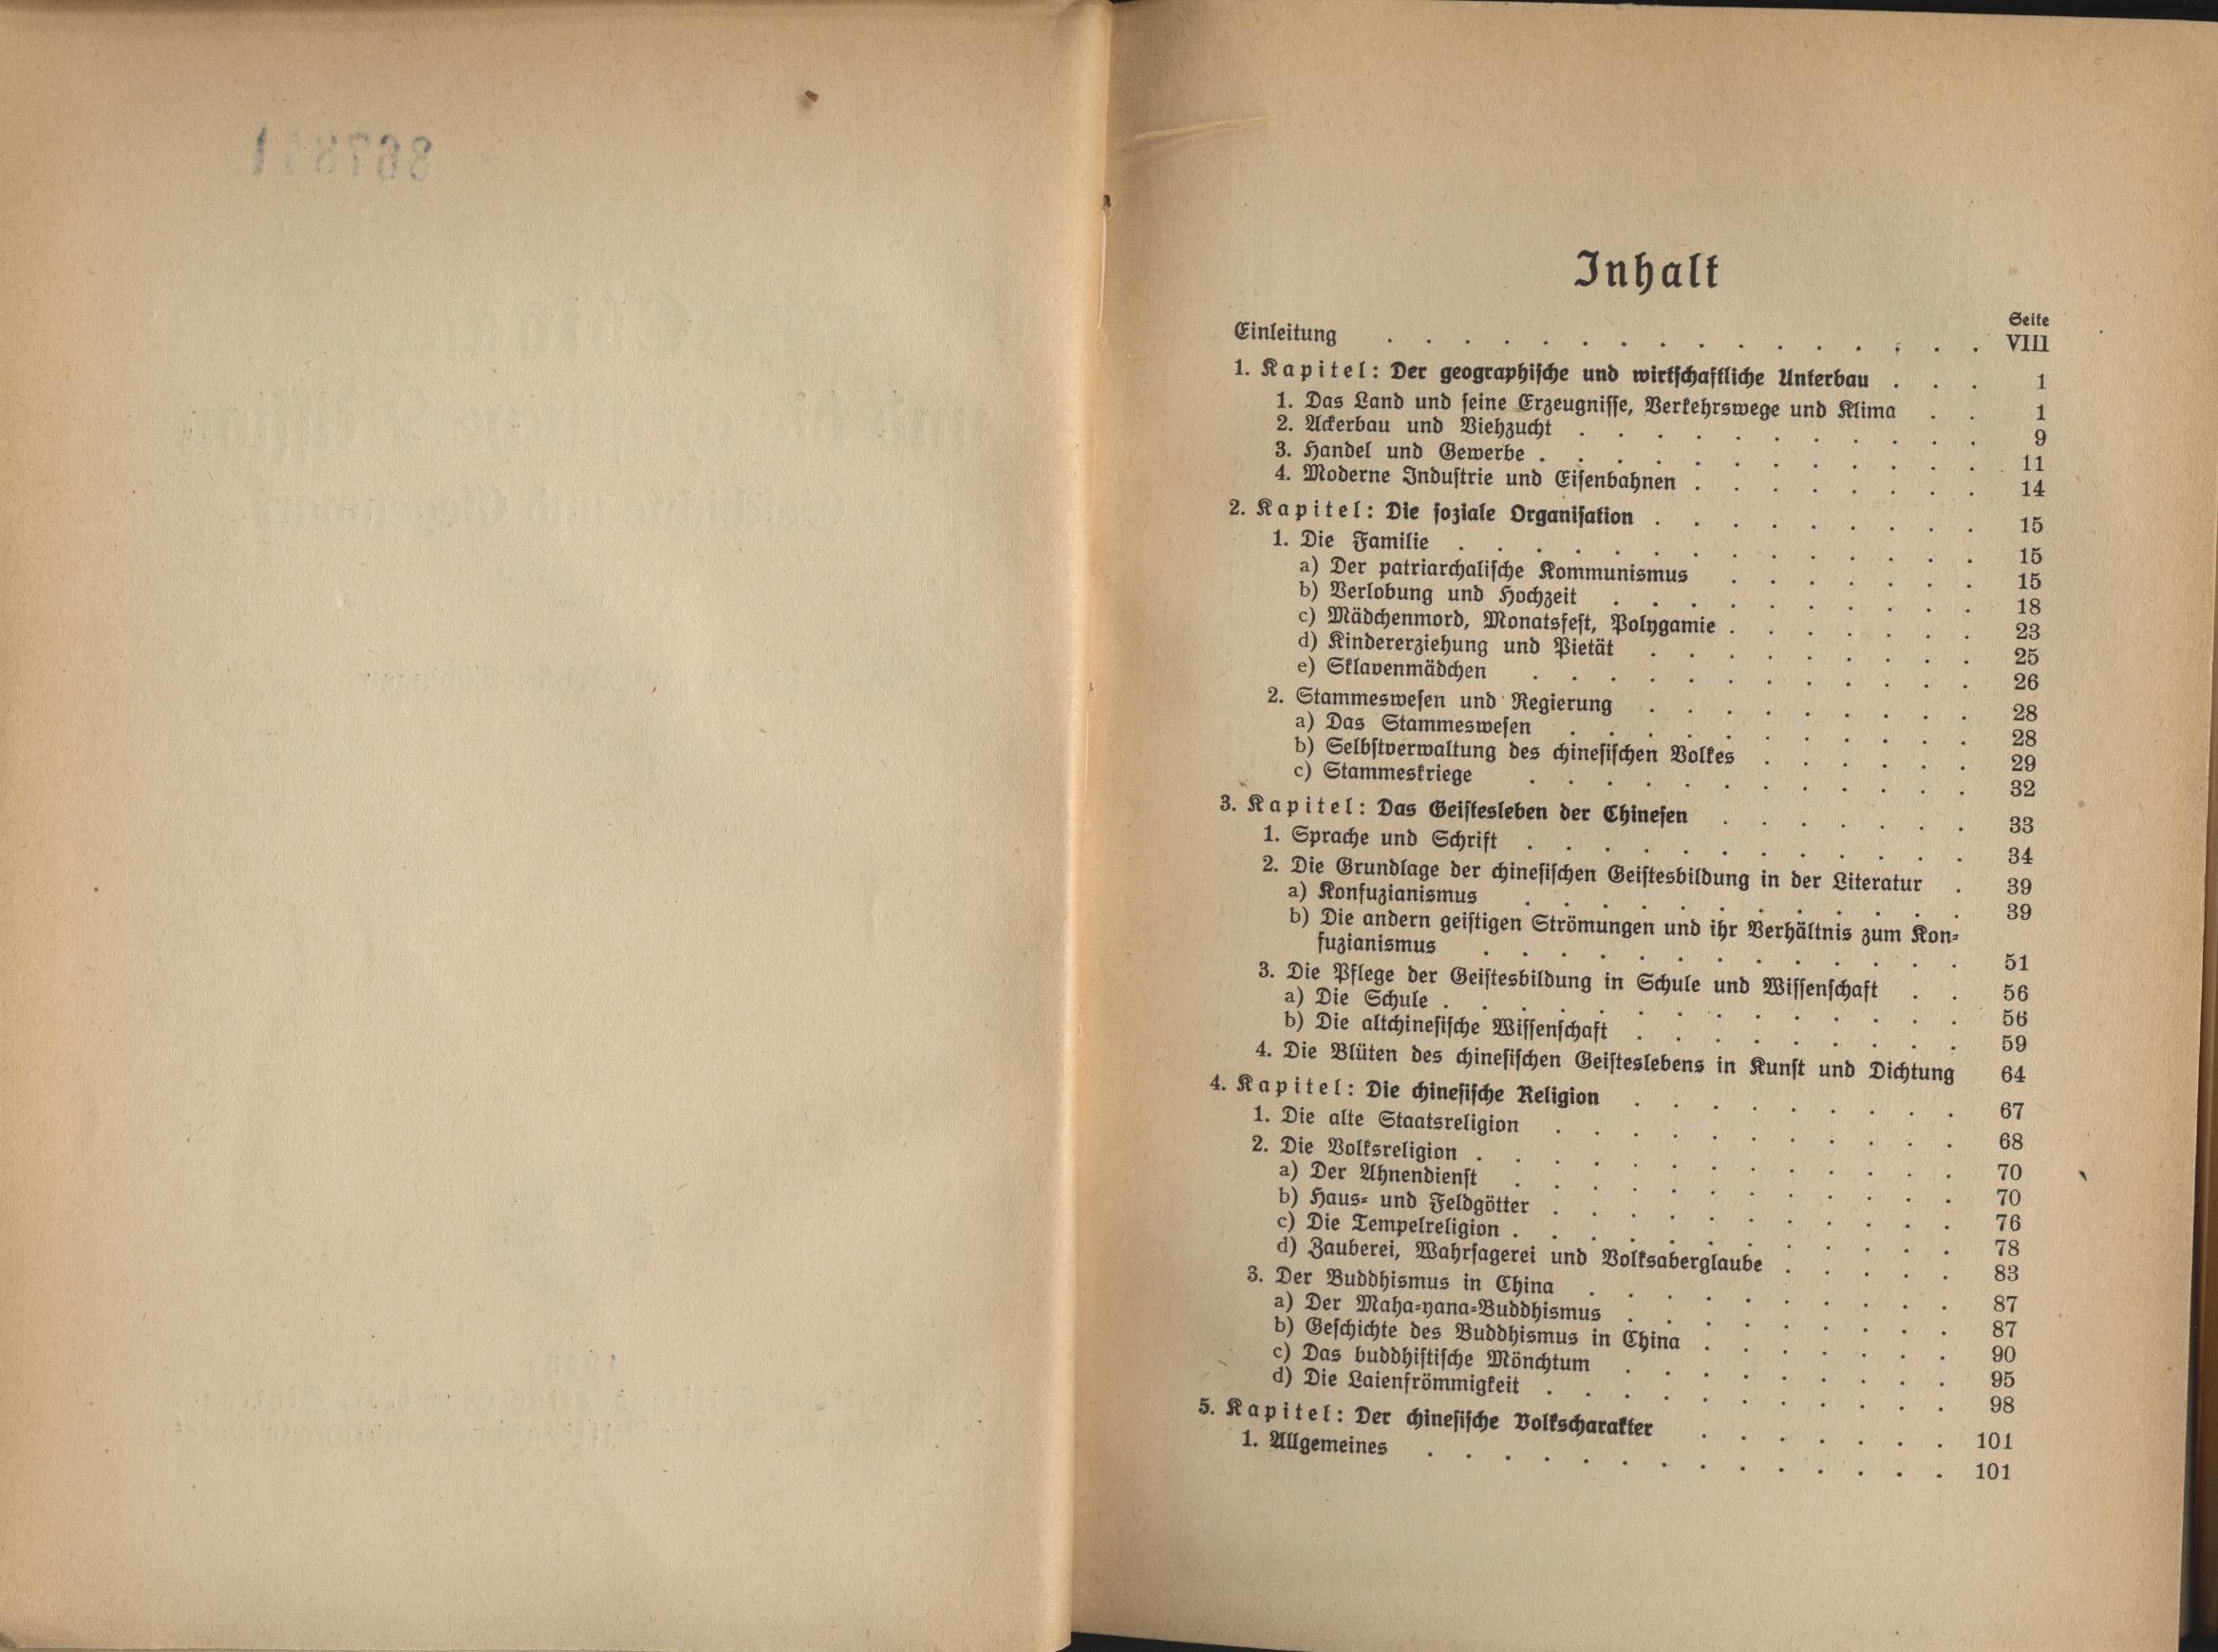 Inhalt
Seite
Einleitung . . . . . . . . . . . . . . . . VIII
1. Kapitel: Der geographische und wirtschaftliche Unterbau . . . 1
1. Das Land und seine Erzeugnisse, Verkehrswege und Klima . . 1
2. Ackerbau und Viehzucht . . . . . . . . . . . 9
3. Handel und Gewerbe . . . . . . . . . . . . 11
4. Moderne Industrie und Eisenbahnen . . . . . . . . 14
2. Kapitel: Die soziale Organisation . . . . . . . . . 15
1. Die Familie . . . . . . . . . . . . . . 15
a) Der patriarchalische Kommunismus . . . . . . . 15
b) Verlobung und Hochzeit . . . . . . . . . . 18
c) Mädchenmord, Monatsfest, Polygamie . . . . . . . 23
d) Kindererziehung und Pietät . . . . . . . . . 25
e) Sklavenmädchen . . . . . . . . . . . . 26
2. Stammeswesen und Regierung . . . . . . . . . 28
a) Das Stammeswesen . . . . . . . . . . . 28
b) Selbstverwaltung des chinesischen Volkes . . . . . . 29
c) Stammeskriege . . . . . . . . . . . . 32
3. Kapitel: Das Geistesleben der Chinesen . . . . . . . 33
1. Sprache und Schrift . . . . . . . . . . . . 34
2. Die Grundlage der chinesischen Geistesbildung in der Literatur . 39
a) Konfuzianismus . . . . . . . . . . . . 39
b) Die andern geistigen Strömungen und ihr Verhältnis zum Kon-
fuzianismus . . . . . . . . . . . . . 51
3. Die Pflege der Geistesbildung in Schule und Wissenschaft . . 56
a) Die Schule . . . . . . . . . . . . . . 56
b) Die altchinesische Wissenschaft . . . . . . . . . 59
4. Die Blüten des chinesischen Geisteslebens in Kunst und Dichtung 64
4. Kapitel: Die chinesische Religion . . . . . . . . . 67
1. Die alte Staatsreligion . . . . . . . . . . . 68
2. Die Volksreligion . . . . . . . . . . . . . 70
a) Der Ahnendienst . . . . . . . . . . . . 70
b) Haus- und Feldgötter . . . . . . . . . . . 76
c) Die Tempelreligion . . . . . . . . . . . . 78
d) Zauberei, Wahrsagerei und Volksaberglaube . . . . . 83
3. Der Buddhismus in China . . . . . . . . . . 87
a) Der Maha-yana-Buddhismus . . . . . . . . . 87
b) Geschichte des Buddhismus in China . . . . . . . 90
c) Das buddhistische Mönchtum . . . . . . . . . 95
d) Die Laienfrömmigkeit . . . . . . . . . . . 98
5. Kapitel: Der chinesische Volkscharakter . . . . . . . 101
1. Allgemeines . . . . . . . . . . . . . . 101